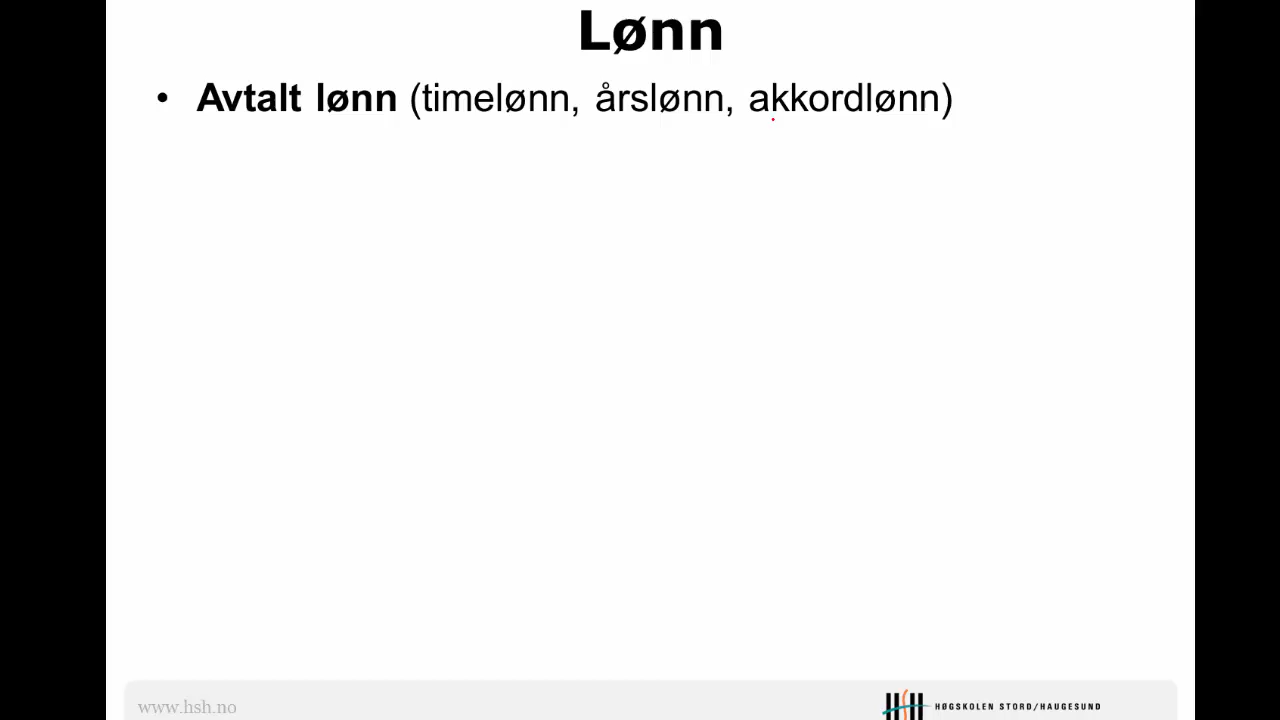 Lønn
• Avtalt lønn (timelønn, årslønn, akkordlønn)
www.hsh.no
HØGSKOLEN STORD/HAUGESUND